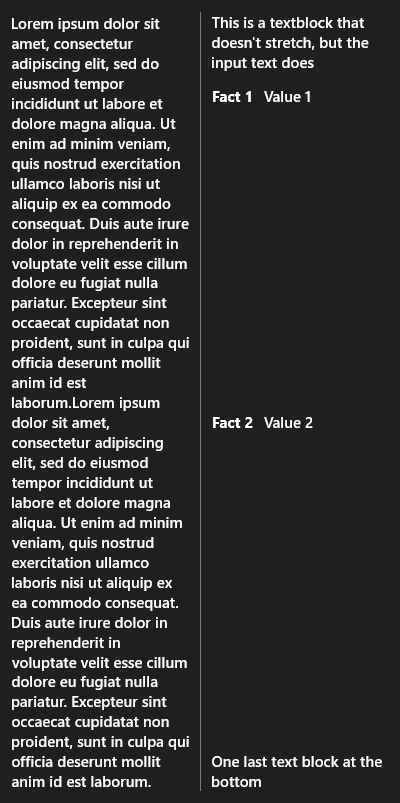 Lorem ipsum dolor sit
amet, consectetur
adipiscing elit, sed do
eiusmod tempor
incididunt ut labore et
dolore magna aliqua. Ut
enim ad minim veniam,
quis nostrud exercitation
ullamco laboris nisi ut
aliquip ex ea commodo
consequat. Duis aute irure
dolor in reprehenderit in
voluptate velit esse cillum
dolore eu fugiat nulla
pariatur. Excepteur sint
occaecat cupidatat non
proident, sunt in culpa qui
officia deserunt mollit
anim id est
laborum.Lorem ipsum
dolor sit amet,
consectetur adipiscing
elit, sed do eiusmod
tempor incididunt ut
labore et dolore magna
aliqua. Ut enim ad minim
veniam, quis nostrud
exercitation ullamco
laboris nisi ut aliquip ex
ea commodo consequat.
Duis aute irure dolor in
reprehenderit in
voluptate velit esse cillum
dolore eu fugiat nulla
pariatur. Excepteur sint
occaecat cupidatat non
proident, sunt in culpa qui
officia deserunt mollit
anim id est laborum.
This is a textblock that
doesn't stretch, but the
input text does
Fact 1 Value 1
Fact 2 Value 2
One last text block at the
bottom